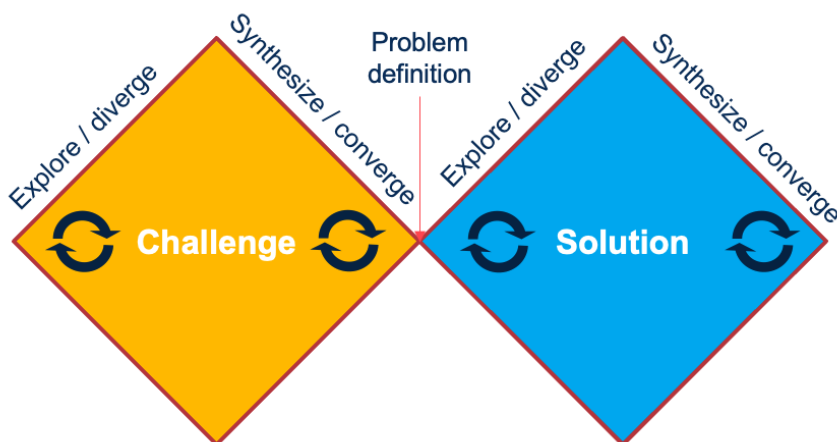 Explore / diverge
Synthesize / converge
Problem
definition
Explore / diverge
Synthesize / converge
Challenge
Solution